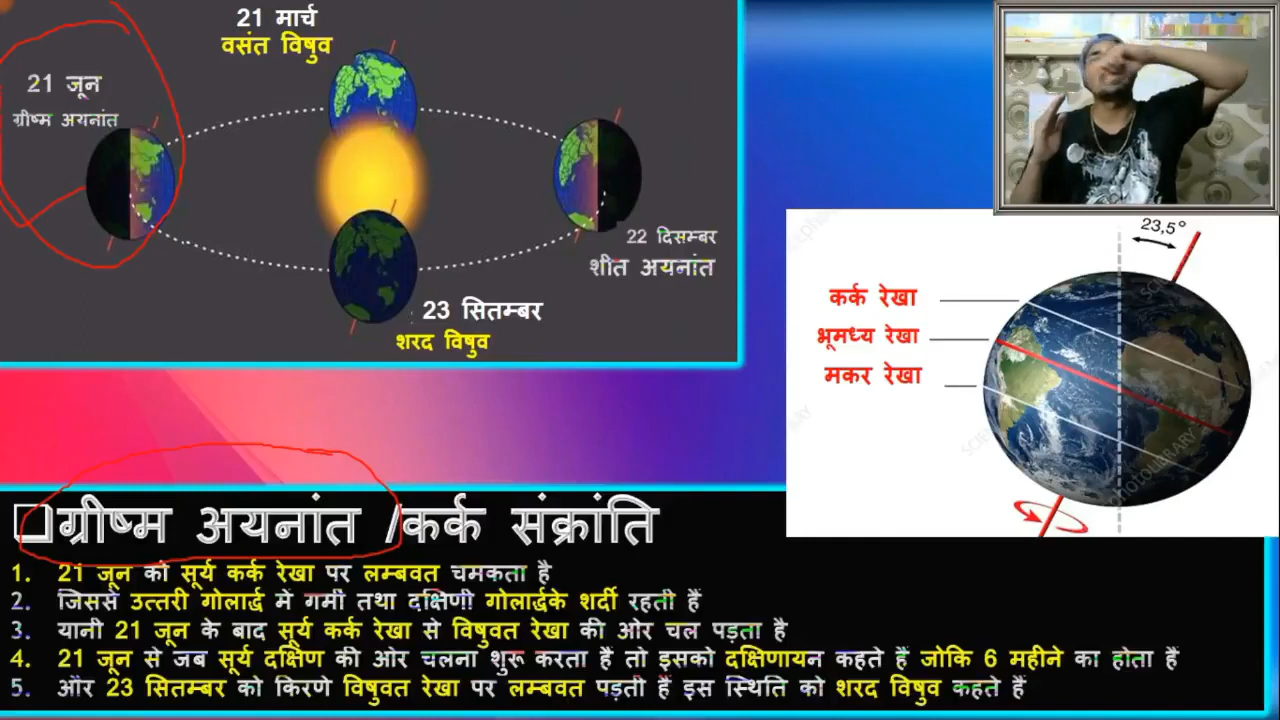 21 मार्च
वसंत विषुव
21 जून
ग्रीष्म अयनांत
22 दिसम्बर
शीत अयनांत
23 सितम्बर
शरद विषुव
23,5°
कर्क रेखा
भूमध्य रेखा
मकर रेखा
ग्रीष्म अयनांत /कर्क संक्रांति
1. 21 जून को सूर्य कर्क रेखा पर लम्बवत चमकता है
2. जिससे उत्तरी गोलार्द्ध में गर्मी तथा दक्षिणी गोलार्द्धके शर्दी रहती हैं
3. यानी 21 जून के बाद सूर्य कर्क रेखा से विषुवत रेखा की ओर चल पड़ता है
4. 21 जून से जब सूर्य दक्षिण की ओर चलना शुरू करता हैं तो इसको दक्षिणायन कहते हैं जोकि 6 महीने का होता हैं
5. और 23 सितम्बर को किरणे विषुवत रेखा पर लम्बवत पड़ती हैं इस स्थिति को शरद विषुव कहते हैं